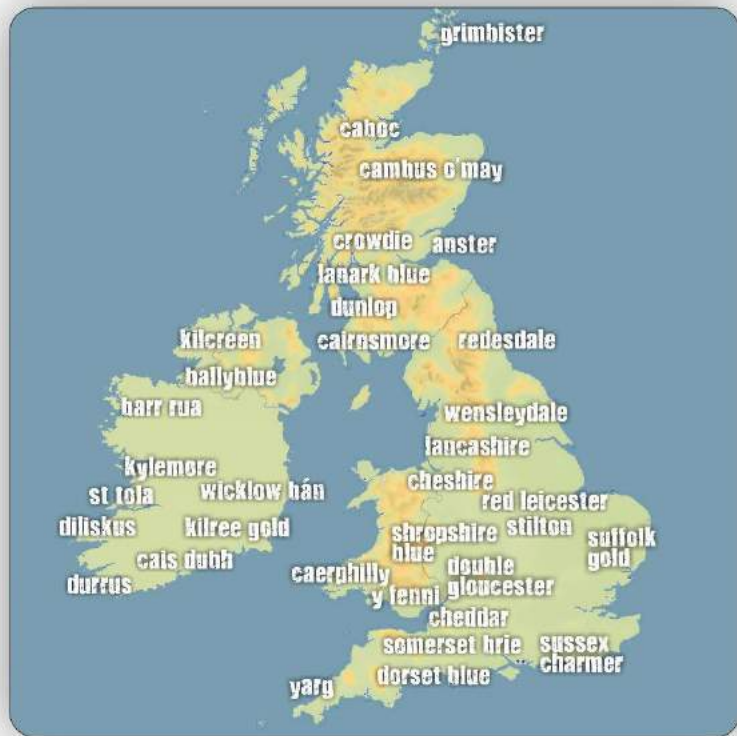 grimbister
caboc
cambus o'may
crowdie
anster
lanark blue
dunlop
kilcreen
cairnsmore
redesdale
ballyblue
barr rua
wensleydale
lancashire
kylemore
cheshire
st tola
wicklow bán
red leicester
diliskus
kilree gold
shropshire
blue
stilton
suffolk
gold
cais dubh
caerphilly
double
gloucester
durrus
y fenni
cheddar
somerset brie
sussex
charmer
yarg
dorset blue